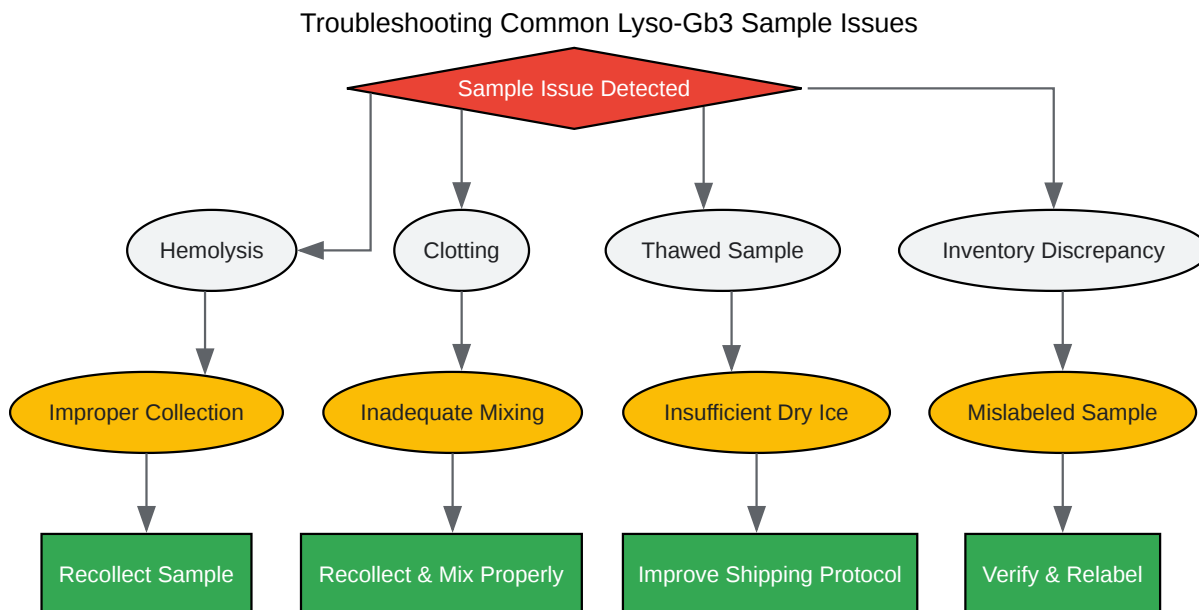 Troubleshooting Common Lyso-Gb3 Sample Issues
Sample Issue Detected
Hemolysis
Clotting
Thawed Sample
Inventory Discrepancy
Improper Collection
Inadequate Mixing
Insufficient Dry Ice
Mislabeled Sample
Recollect Sample
Recollect & Mix Properly
Improve Shipping Protocol
Verify & Relabel